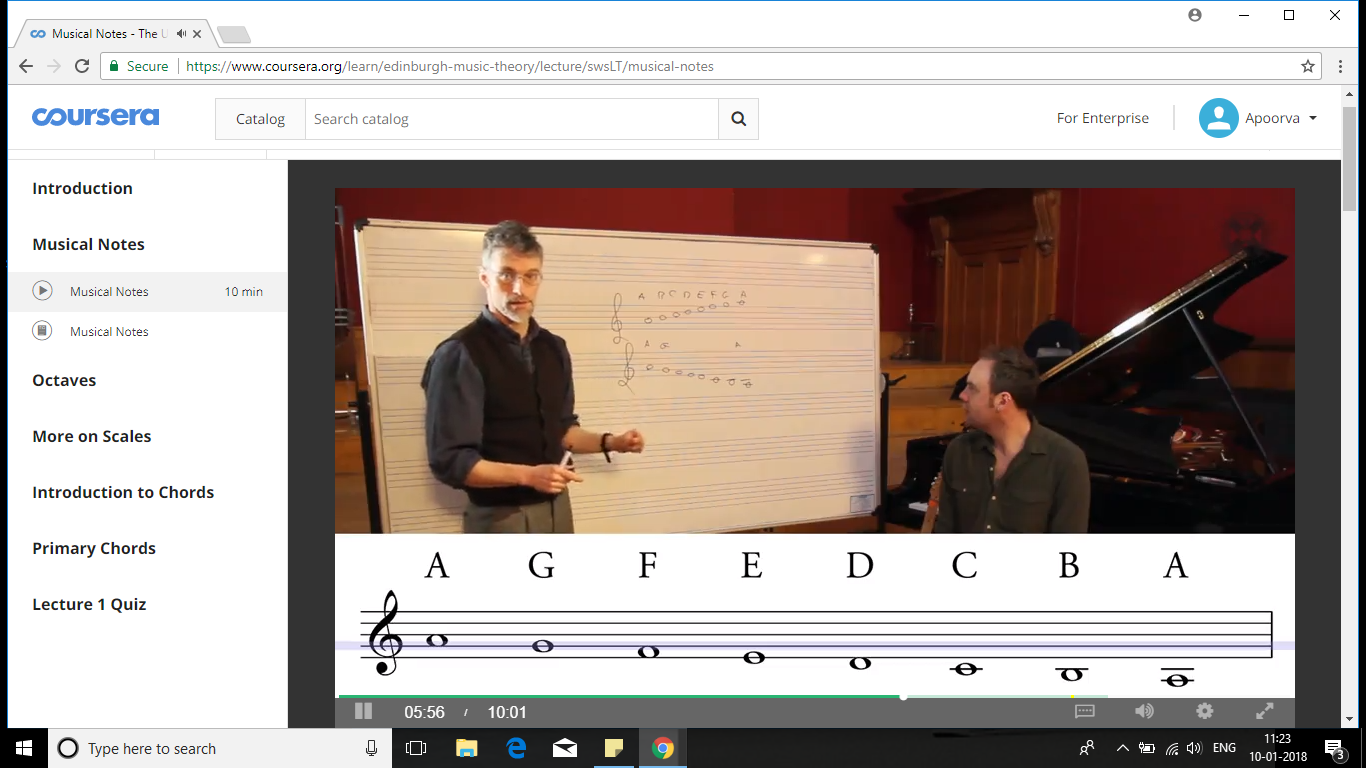 Musical Notes - The U
Secure
https://www.coursera.org/learn/edinburgh-music-theory/lecture/swsLT/musical-notes
coursera
Catalog
Search catalog
For Enterprise
Apoorva
Introduction
Musical Notes
Musical Notes 10 min
Musical Notes
Octaves
More on Scales
Introduction to Chords
Primary Chords
Lecture 1 Quiz
A B C D E F G A
A G A
A G F E D C B A
05:56 / 10:01
Type here to search
ENG
11:23
10-01-2018
3